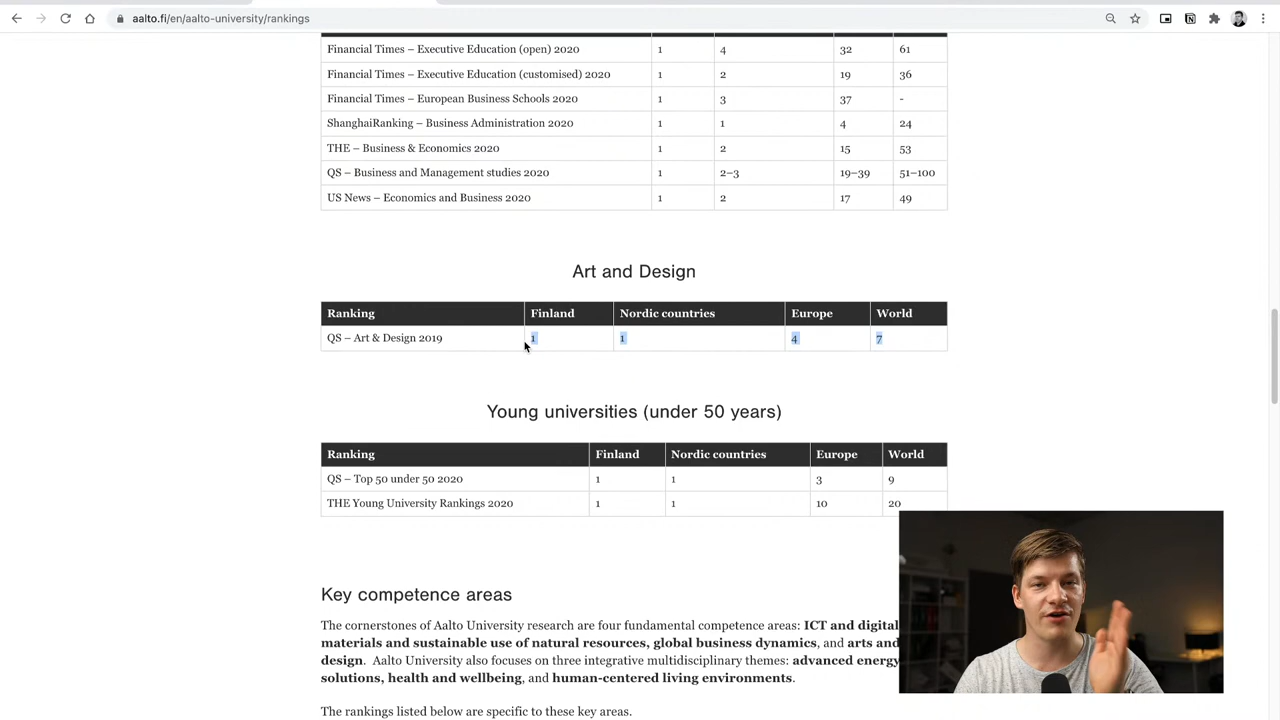 aalto.fi/en/aalto-university/rankings
Financial Times – Executive Education (open) 2020 1 4 32 61
Financial Times – Executive Education (customised) 2020 1 2 19 36
Financial Times – European Business Schools 2020 1 3 37 -
ShanghaiRanking – Business Administration 2020 1 1 4 24
THE – Business & Economics 2020 1 2 15 53
QS – Business and Management studies 2020 1 2–3 19–39 51–100
US News – Economics and Business 2020 1 2 17 49
Art and Design
Ranking Finland Nordic countries Europe World
QS – Art & Design 2019 1 1 4 7
Young universities (under 50 years)
Ranking Finland Nordic countries Europe World
QS – Top 50 under 50 2020 1 1 3 9
THE Young University Rankings 2020 1 1 10 20
Key competence areas
The cornerstones of Aalto University research are four fundamental competence areas: ICT and digital
materials and sustainable use of natural resources, global business dynamics, and arts and
design. Aalto University also focuses on three integrative multidisciplinary themes: advanced energy
solutions, health and wellbeing, and human-centered living environments.
The rankings listed below are specific to these key areas.